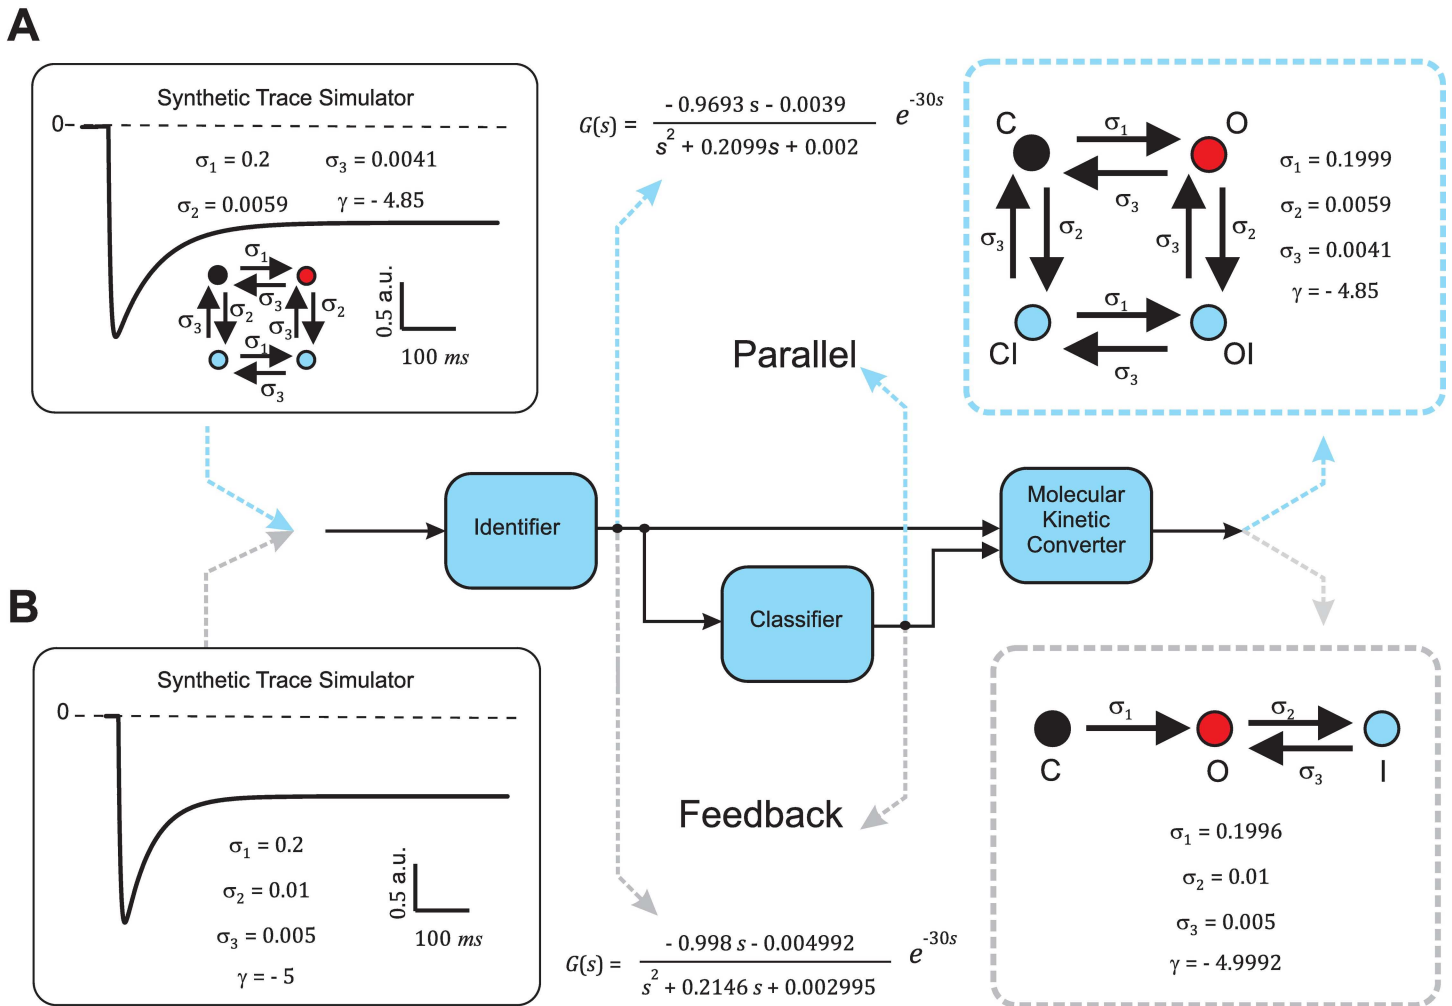 A
Synthetic Trace Simulator
0
σ1 = 0.2
σ3 = 0.0041
σ2 = 0.0059
γ = - 4.85
σ1
σ3
σ3
σ2
σ3
σ2
σ1
σ3
0.5 a.u.
100 ms
G(s) =
- 0.9693 s - 0.0039
s² + 0.2099s + 0.002
e^-30s
C
σ1
O
σ3
σ3
σ2
σ3
σ2
σ1
CI
OI
σ3
σ1 = 0.1999
σ2 = 0.0059
σ3 = 0.0041
γ = - 4.85
Parallel
Identifier
Classifier
Molecular
Kinetic
Converter
B
Synthetic Trace Simulator
0
σ1 = 0.2
σ2 = 0.01
σ3 = 0.005
γ = - 5
0.5 a.u.
100 ms
Feedback
G(s) =
- 0.998 s - 0.004992
s² + 0.2146 s + 0.002995
e^-30s
σ1
σ2
C
O
σ3
I
σ1 = 0.1996
σ2 = 0.01
σ3 = 0.005
γ = - 4.9992